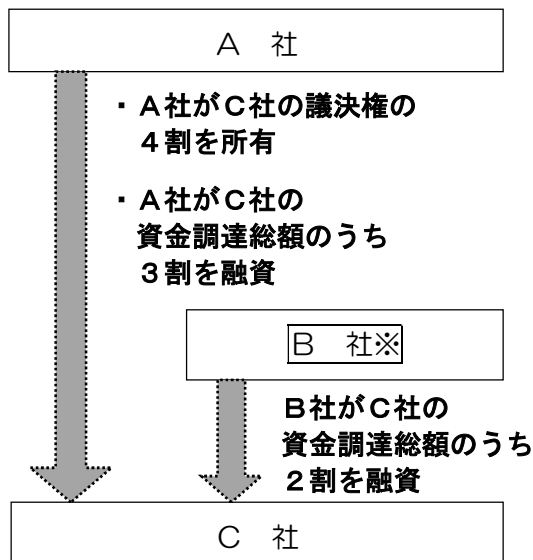 A 社
・A社がC社の議決権の
４割を所有
・A社がC社の
資金調達総額のうち
３割を融資
B 社※
B社がC社の
資金調達総額のうち
２割を融資
C 社